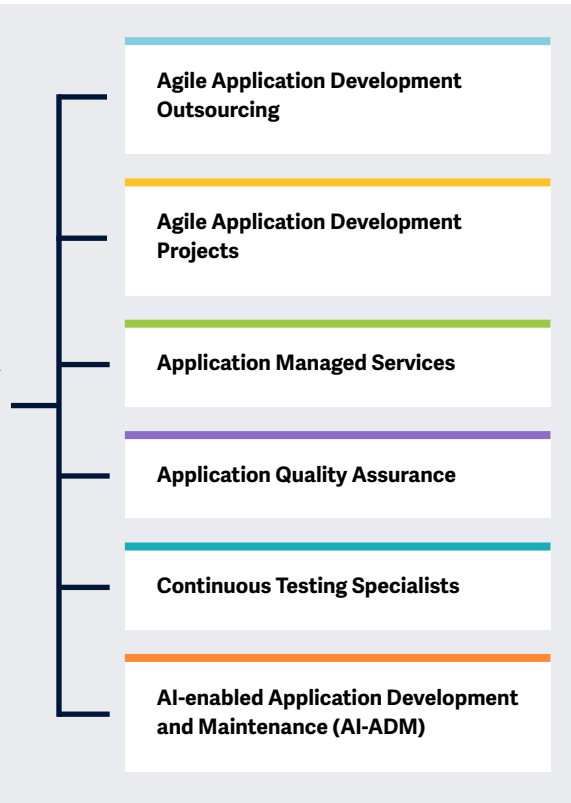 Agile Application Development
Outsourcing
Agile Application Development
Projects
Application Managed Services
Application Quality Assurance
Continuous Testing Specialists
AI-enabled Application Development
and Maintenance (AI-ADM)